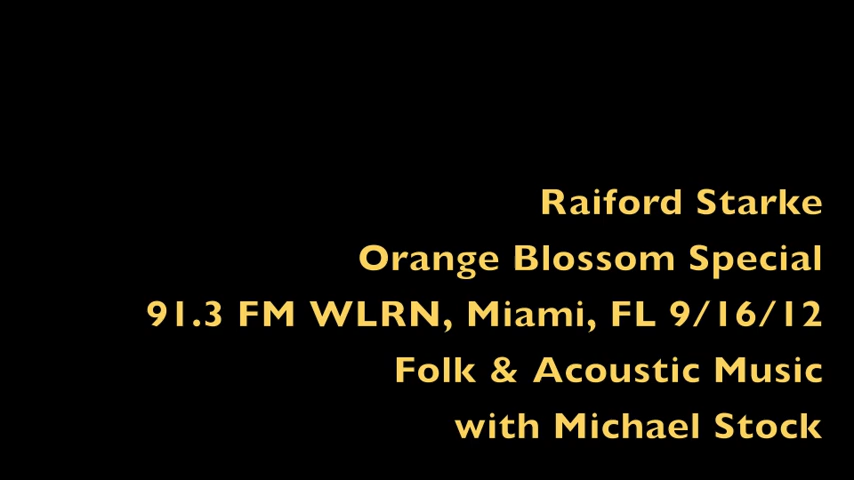 Raiford Starke
Orange Blossom Special
91.3 FM WLRN, Miami, FL 9/16/12
Folk & Acoustic Music
with Michael Stock